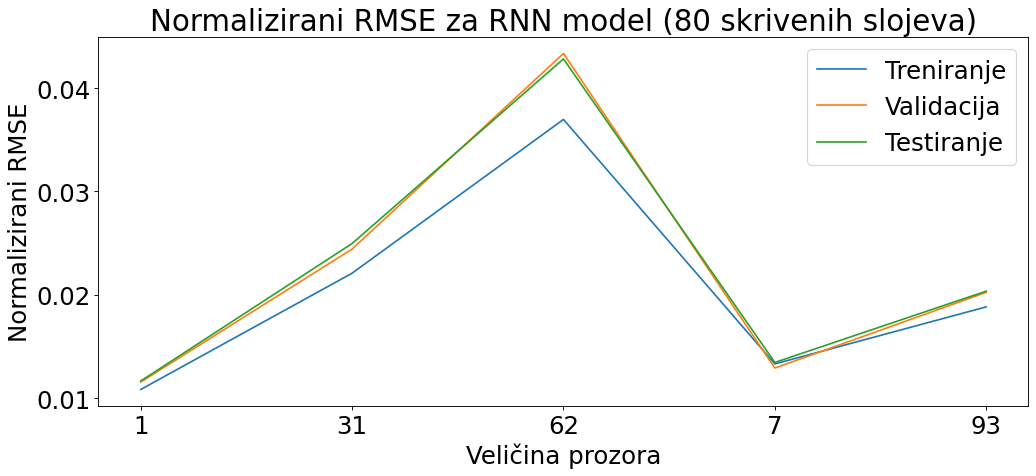 Normalizirani RMSE za RNN model (80 skrivenih slojeva)
Treniranje
Validacija
Testiranje
Normalizirani RMSE
0.04
0.03
0.02
0.01
1 31 62 7 93
Veličina prozora